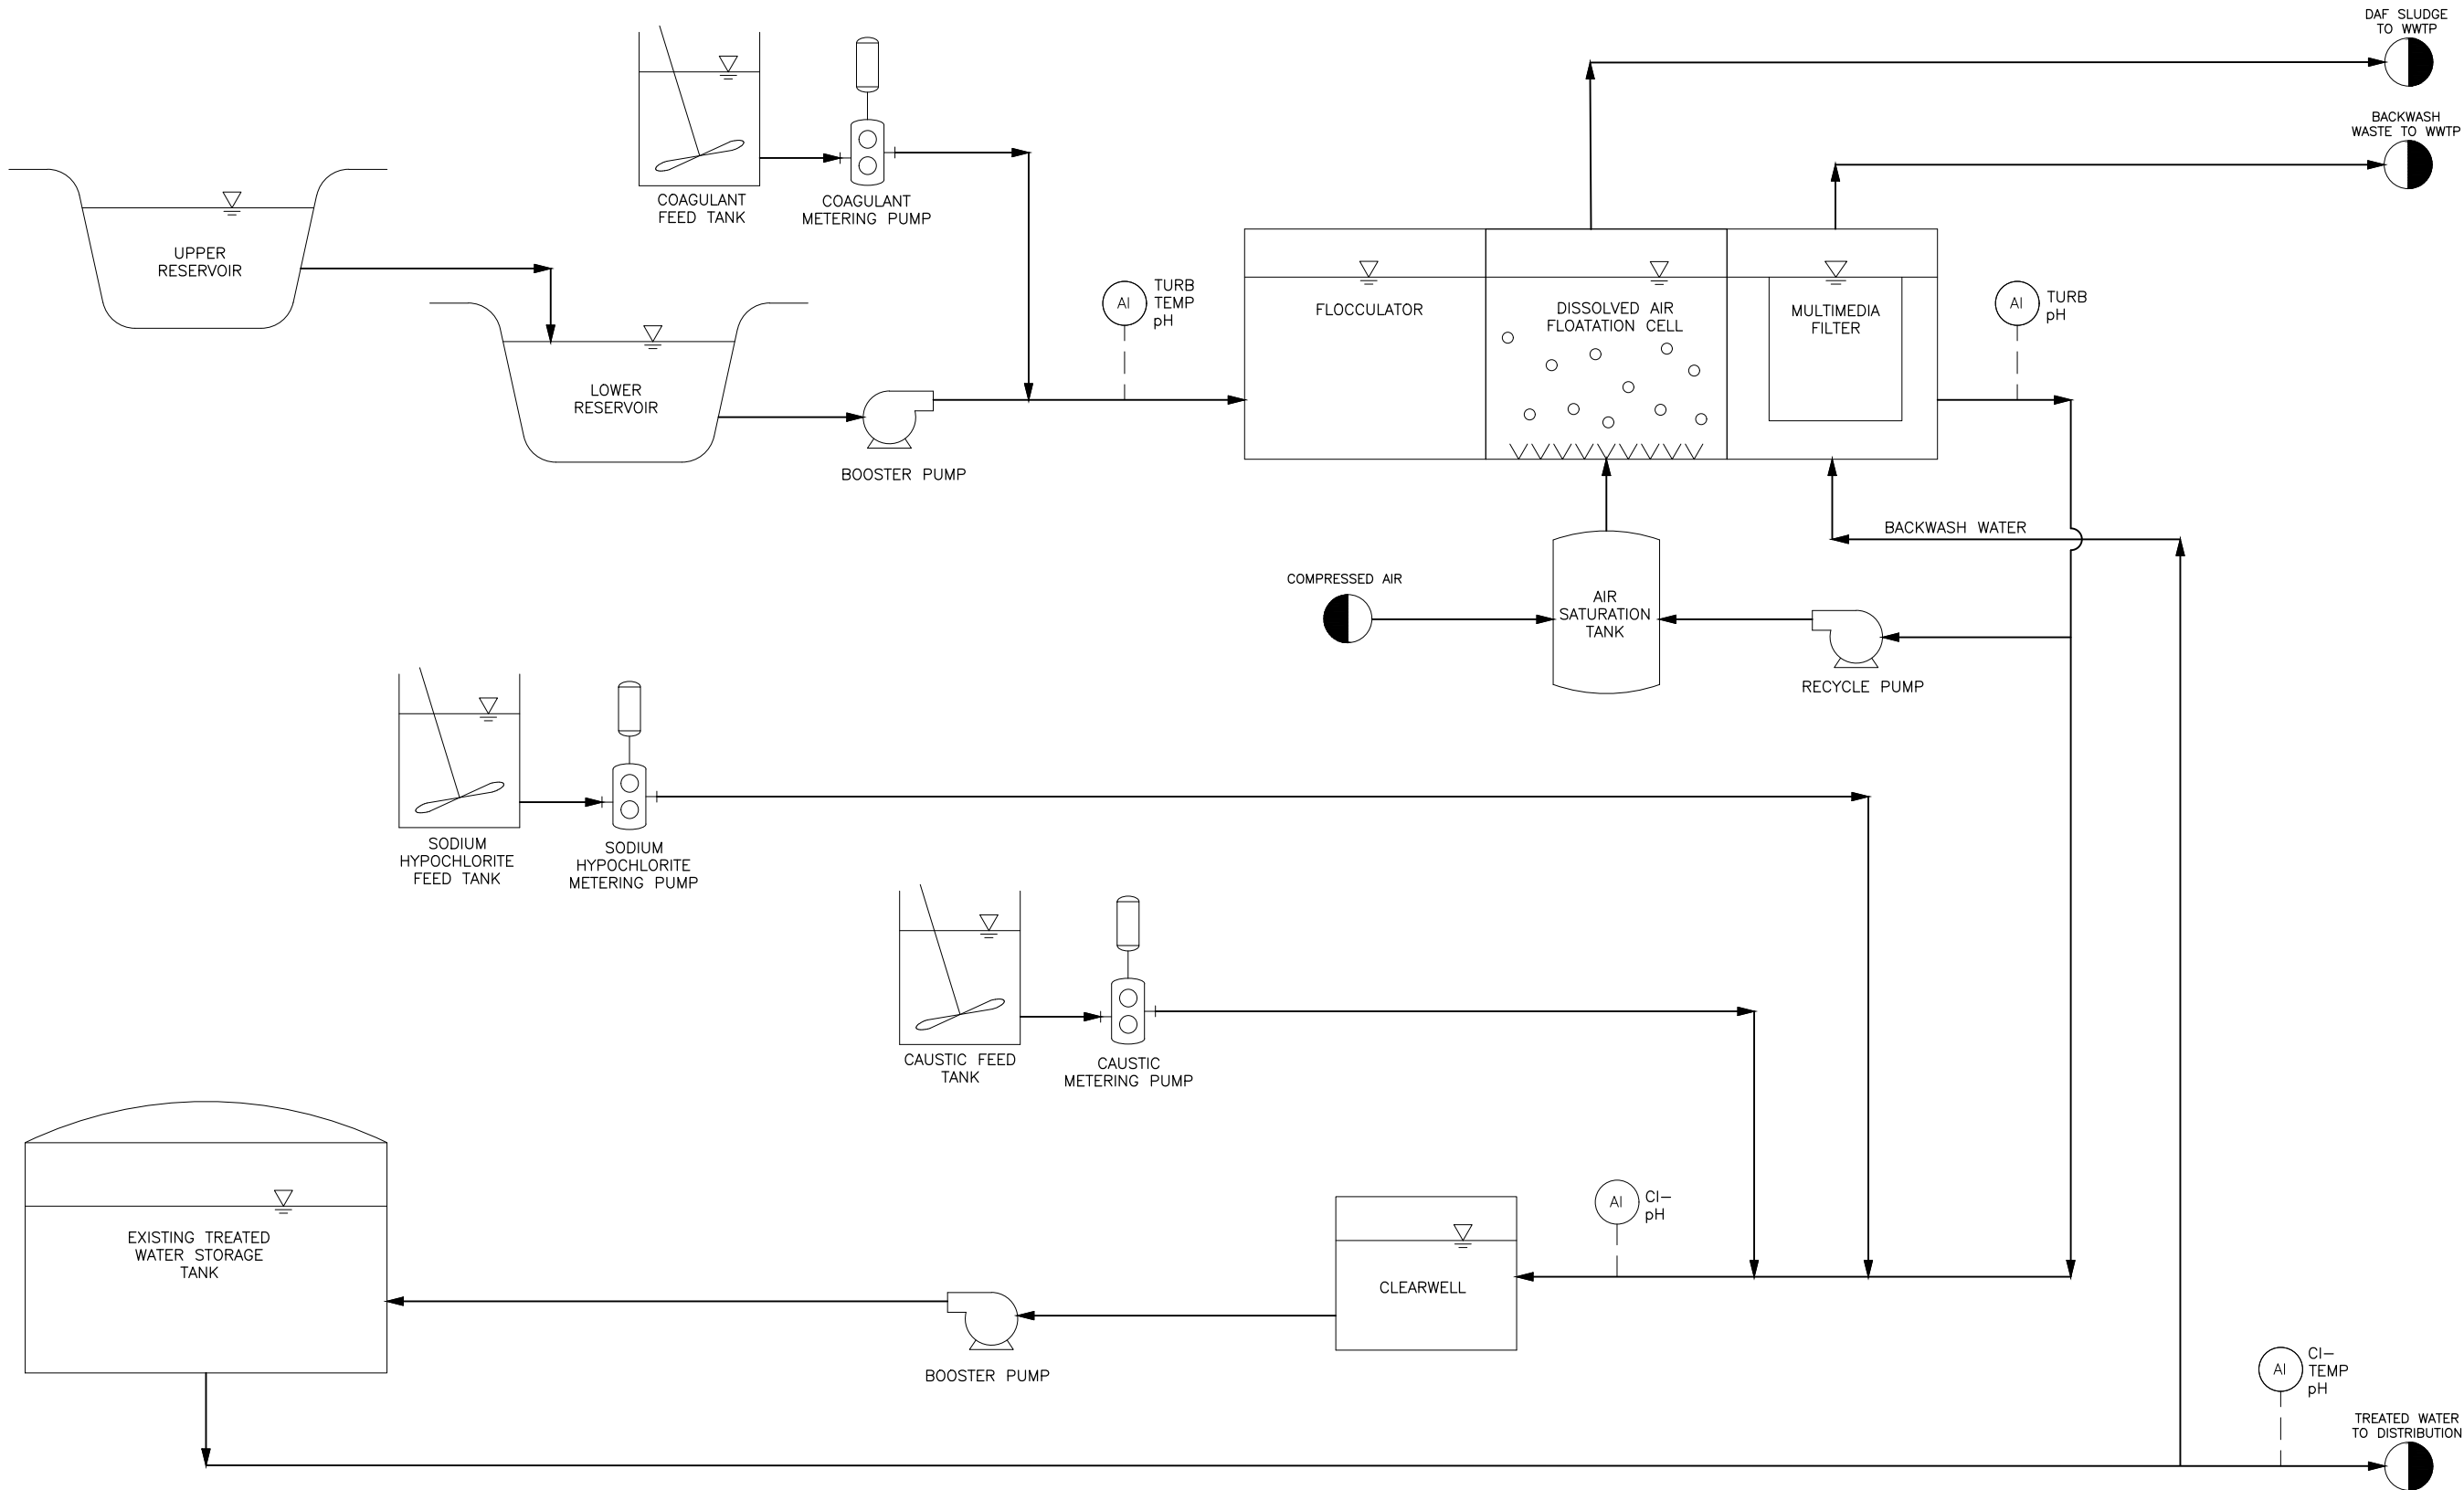 DAF SLUDGE
TO WWTP
BACKWASH
WASTE TO WWTP
COAGULANT
FEED TANK
COAGULANT
METERING PUMP
UPPER
RESERVOIR
LOWER
RESERVOIR
BOOSTER PUMP
AI
TURB
TEMP
pH
FLOCCULATOR
DISSOLVED AIR
FLOATATION CELL
MULTIMEDIA
FILTER
AI
TURB
pH
BACKWASH WATER
COMPRESSED AIR
AIR
SATURATION
TANK
RECYCLE PUMP
SODIUM
HYPOCHLORITE
FEED TANK
SODIUM
HYPOCHLORITE
METERING PUMP
CAUSTIC FEED
TANK
CAUSTIC
METERING PUMP
EXISTING TREATED
WATER STORAGE
TANK
BOOSTER PUMP
CLEARWELL
AI
Cl-
pH
AI
Cl-
TEMP
pH
TREATED WATER
TO DISTRIBUTION